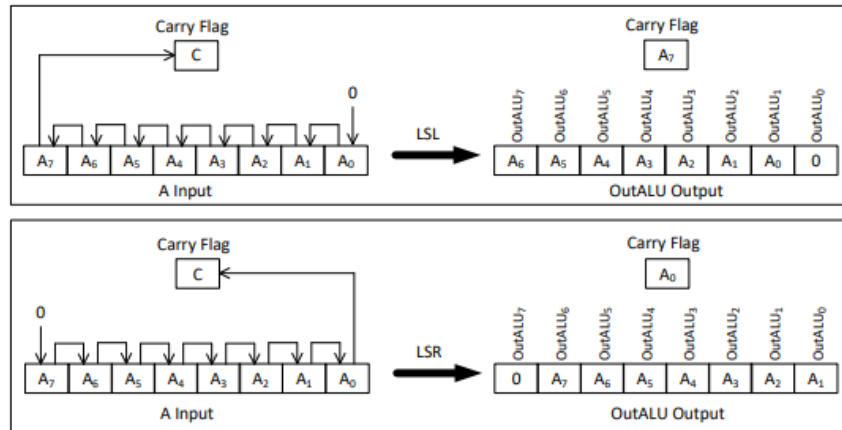 Carry Flag Carry Flag
C A₇
0
OutALU₇ OutALU₆ OutALU₅ OutALU₄ OutALU₃ OutALU₂ OutALU₁ OutALU₀
LSL
A₇ A₆ A₅ A₄ A₃ A₂ A₁ A₀ A₆ A₅ A₄ A₃ A₂ A₁ A₀ 0
A Input OutALU Output
Carry Flag Carry Flag
C A₀
0
OutALU₇ OutALU₆ OutALU₅ OutALU₄ OutALU₃ OutALU₂ OutALU₁ OutALU₀
LSR
A₇ A₆ A₅ A₄ A₃ A₂ A₁ A₀ 0 A₇ A₆ A₅ A₄ A₃ A₂ A₁
A Input OutALU Output